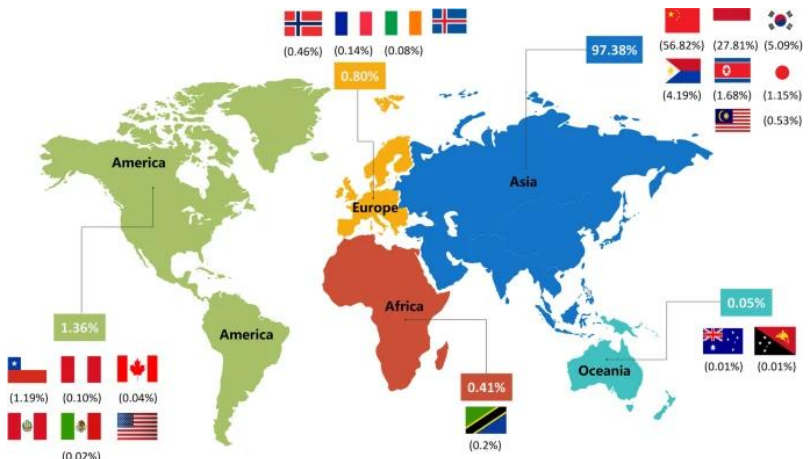 (0.46%) (0.14%) (0.08%)
0.80%
97.38%
(56.82%) (27.81%) (5.09%)
(4.19%) (1.68%) (1.15%)
(0.53%)
America
Asia
Europe
Africa
America
Oceania
1.36%
(1.19%) (0.10%) (0.04%)
(0.02%)
0.41%
(0.2%)
0.05%
(0.01%) (0.01%)